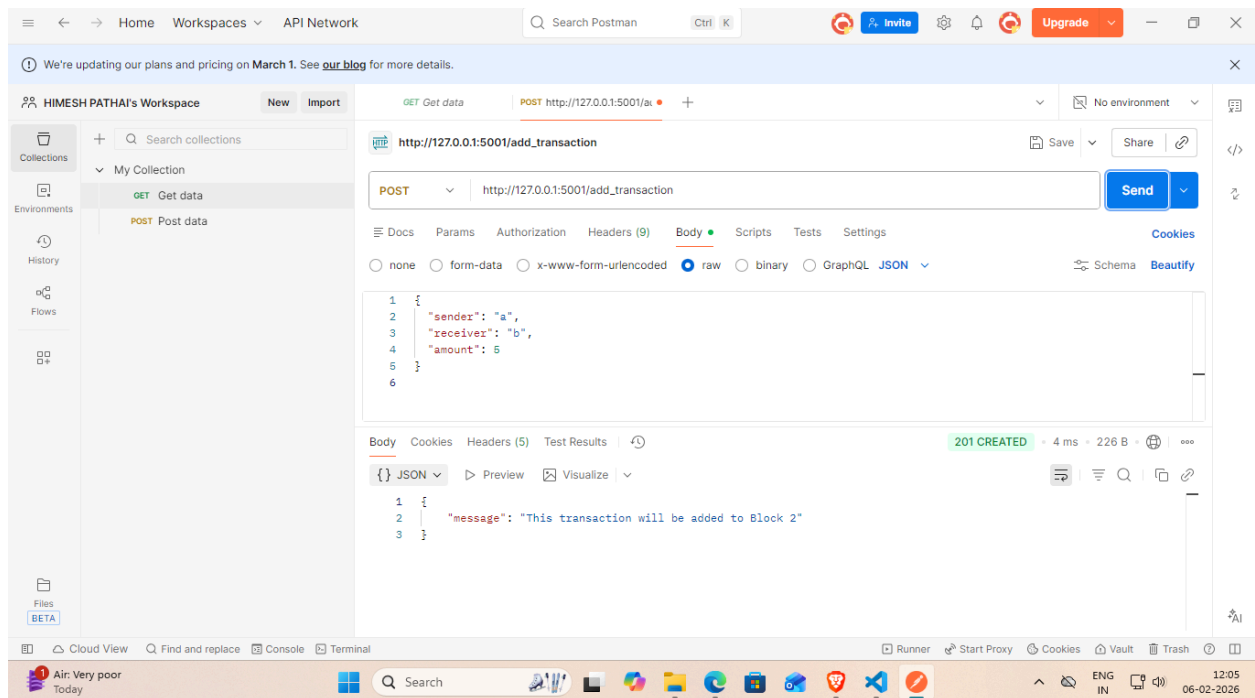 Home Workspaces API Network Search Postman Ctrl K Invite Upgrade
We're updating our plans and pricing on March 1. See our blog for more details.
HIMESH PATHAI's Workspace New Import GET Get data POST http://127.0.0.1:5001/ac No environment
Collections
Search collections
http://127.0.0.1:5001/add_transaction Save Share
My Collection
GET Get data
POST Post data
POST http://127.0.0.1:5001/add_transaction Send
Environments
History
Flows
Docs Params Authorization Headers (9) Body Scripts Tests Settings Cookies
none form-data x-www-form-urlencoded raw binary GraphQL JSON Schema Beautify
1 {
2 "sender": "a",
3 "receiver": "b",
4 "amount": 5
5 }
6
Body Cookies Headers (5) Test Results 201 CREATED 4 ms 226 B
{} JSON Preview Visualize
1 {
2 "message": "This transaction will be added to Block 2"
3 }
Files
BETA
AI
Cloud View Find and replace Console Terminal Runner Start Proxy Cookies Vault Trash
1 Air: Very poor
Today
Search
ENG
IN
12:05
06-02-2026